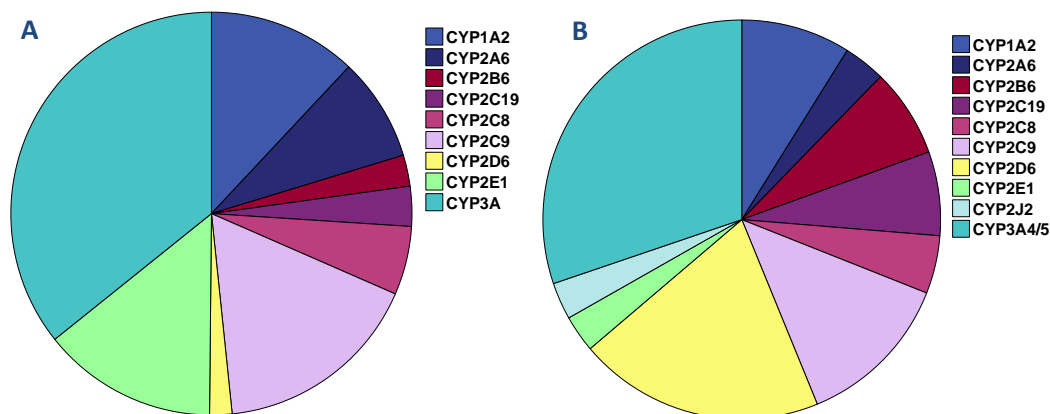 A
CYP1A2
CYP2A6
CYP2B6
CYP2C19
CYP2C8
CYP2C9
CYP2D6
CYP2E1
CYP3A
B
CYP1A2
CYP2A6
CYP2B6
CYP2C19
CYP2C8
CYP2C9
CYP2D6
CYP2E1
CYP2J2
CYP3A4/5